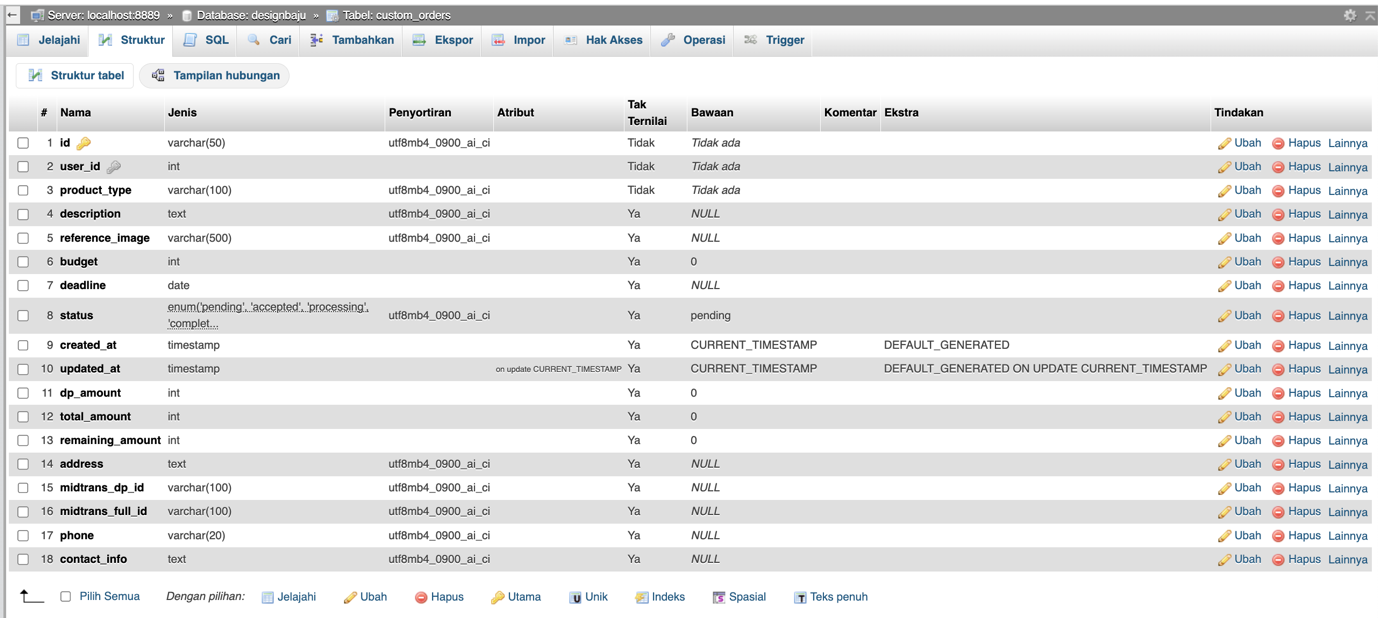 Server: localhost:8889 » Database: designbaju » Tabel: custom_orders
Jelajahi Struktur SQL Cari Tambahkan Ekspor Impor Hak Akses Operasi Trigger
Struktur tabel Tampilan hubungan
# Nama Jenis Penyortiran Atribut Tak Ternilai Bawaan Komentar Ekstra Tindakan
1 id varchar(50) utf8mb4_0900_ai_ci Tidak Tidak ada Ubah Hapus Lainnya
2 user_id int Tidak Tidak ada Ubah Hapus Lainnya
3 product_type varchar(100) utf8mb4_0900_ai_ci Tidak Tidak ada Ubah Hapus Lainnya
4 description text utf8mb4_0900_ai_ci Ya NULL Ubah Hapus Lainnya
5 reference_image varchar(500) utf8mb4_0900_ai_ci Ya NULL Ubah Hapus Lainnya
6 budget int Ya 0 Ubah Hapus Lainnya
7 deadline date Ya NULL Ubah Hapus Lainnya
8 status enum('pending', 'accepted', 'processing', 'complet... utf8mb4_0900_ai_ci Ya pending Ubah Hapus Lainnya
9 created_at timestamp Ya CURRENT_TIMESTAMP DEFAULT_GENERATED Ubah Hapus Lainnya
10 updated_at timestamp on update CURRENT_TIMESTAMP Ya CURRENT_TIMESTAMP DEFAULT_GENERATED ON UPDATE CURRENT_TIMESTAMP Ubah Hapus Lainnya
11 dp_amount int Ya 0 Ubah Hapus Lainnya
12 total_amount int Ya 0 Ubah Hapus Lainnya
13 remaining_amount int Ya 0 Ubah Hapus Lainnya
14 address text utf8mb4_0900_ai_ci Ya NULL Ubah Hapus Lainnya
15 midtrans_dp_id varchar(100) utf8mb4_0900_ai_ci Ya NULL Ubah Hapus Lainnya
16 midtrans_full_id varchar(100) utf8mb4_0900_ai_ci Ya NULL Ubah Hapus Lainnya
17 phone varchar(20) utf8mb4_0900_ai_ci Ya NULL Ubah Hapus Lainnya
18 contact_info text utf8mb4_0900_ai_ci Ya NULL Ubah Hapus Lainnya
Pilih Semua Dengan pilihan: Jelajahi Ubah Hapus Utama Unik Indeks Spasial Teks penuh